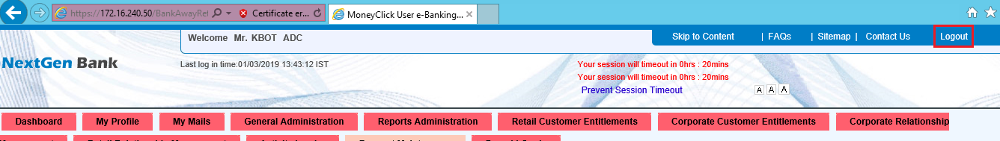 https://172.16.240.50/BankAwayRet Certificate er... MoneyClick User e-Banking...
Welcome Mr. KBOT ADC Skip to Content | FAQs | Sitemap | Contact Us Logout
NextGen Bank
Last log in time:01/03/2019 13:43:12 IST
Your session will timeout in 0hrs : 20mins
Your session will timeout in 0hrs : 20mins
Prevent Session Timeout A A A
Dashboard My Profile My Mails General Administration Reports Administration Retail Customer Entitlements Corporate Customer Entitlements Corporate Relationship